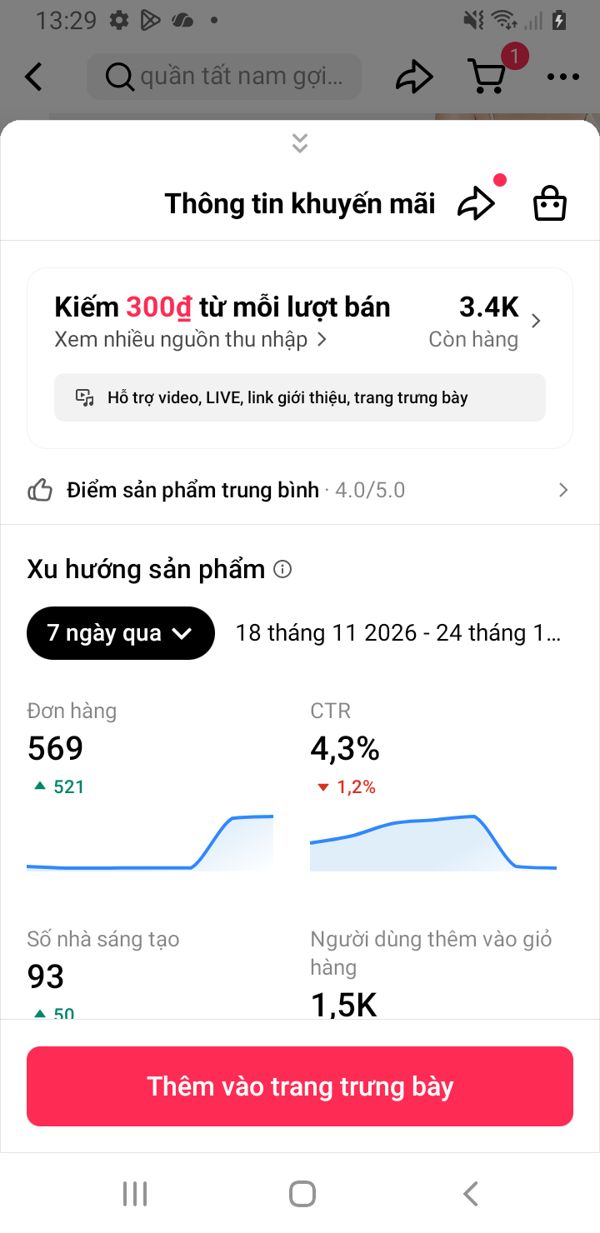 13:29
quần tất nam gợi...
1
Thông tin khuyến mãi
Kiếm 300₫ từ mỗi lượt bán
3.4K
Xem nhiều nguồn thu nhập
Còn hàng
Hỗ trợ video, LIVE, link giới thiệu, trang trưng bày
Điểm sản phẩm trung bình · 4.0/5.0
Xu hướng sản phẩm
7 ngày qua
18 tháng 11 2026 - 24 tháng 1...
Đơn hàng
CTR
569
4,3%
521
1,2%
Số nhà sáng tạo
Người dùng thêm vào giỏ
hàng
93
1,5K
50
Thêm vào trang trưng bày